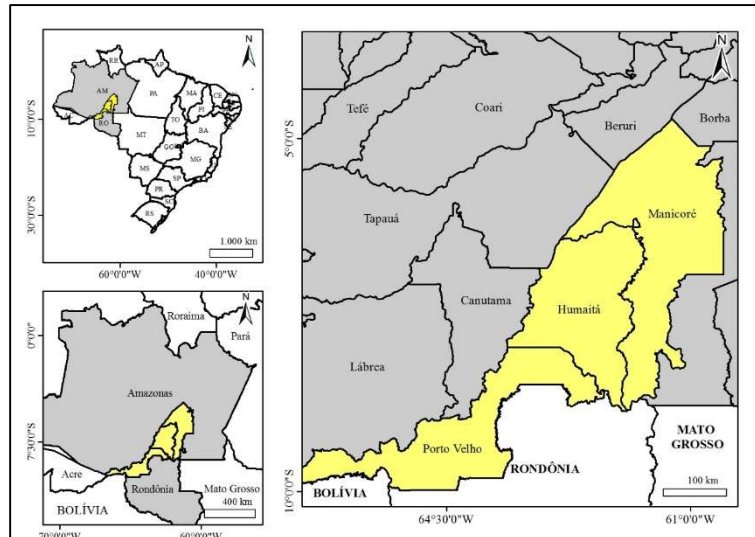 N
RR
AP
AM
PA
MA
CE
PI
AC
TO
RO
BA
MT
GO
MG
MS
SP
PR
SC
RS
10°0'0"S
30°0'0"S
1.000 km
60°0'0"W
40°0'0"W
N
Roraima
Pará
0°0'0"
Amazonas
7°30'0"S
Acre
Rondônia
Mato Grosso
BOLÍVIA
400 km
70°0'0"W
60°0'0"W
N
Tefé
Coari
Beruri
Borba
5°0'0"S
Tapauá
Manicoré
Canutama
Humaitá
Lábrea
Porto Velho
MATO
GROSSO
RONDÔNIA
BOLÍVIA
100 km
10°0'0"S
64°30'0"W
61°0'0"W